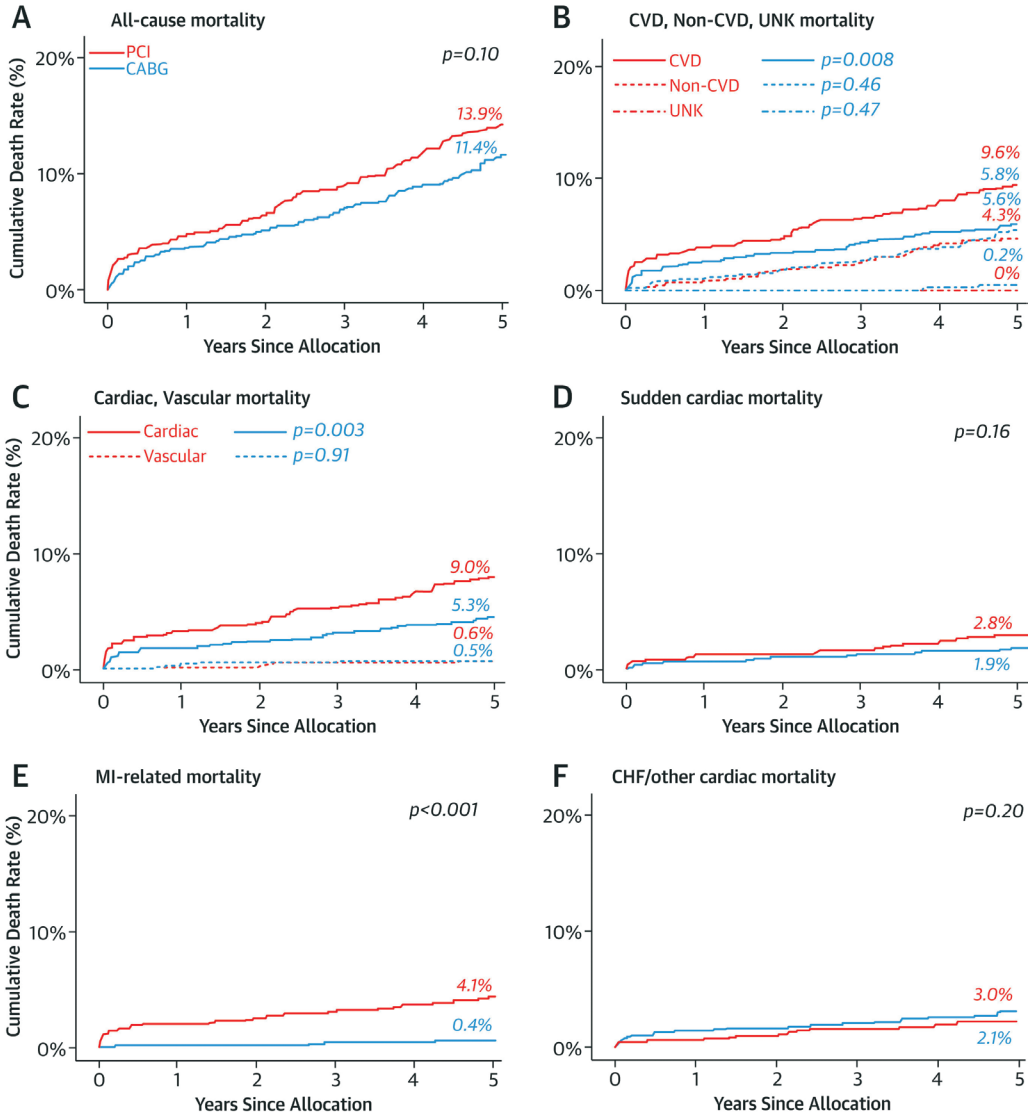 A All-cause mortality
Cumulative Death Rate (%)
20%
10%
0%
PCI
CABG
p=0.10
13.9%
11.4%
0 1 2 3 4 5
Years Since Allocation
B CVD, Non-CVD, UNK mortality
20%
10%
0%
CVD p=0.008
Non-CVD p=0.46
UNK p=0.47
9.6%
5.8%
5.6%
4.3%
0.2%
0%
0 1 2 3 4 5
Years Since Allocation
C Cardiac, Vascular mortality
Cumulative Death Rate (%)
20%
10%
0%
Cardiac p=0.003
Vascular p=0.91
9.0%
5.3%
0.6%
0.5%
0 1 2 3 4 5
Years Since Allocation
D Sudden cardiac mortality
20%
10%
0%
p=0.16
2.8%
1.9%
0 1 2 3 4 5
Years Since Allocation
E MI-related mortality
Cumulative Death Rate (%)
20%
10%
0%
p<0.001
4.1%
0.4%
0 1 2 3 4 5
Years Since Allocation
F CHF/other cardiac mortality
20%
10%
0%
p=0.20
3.0%
2.1%
0 1 2 3 4 5
Years Since Allocation